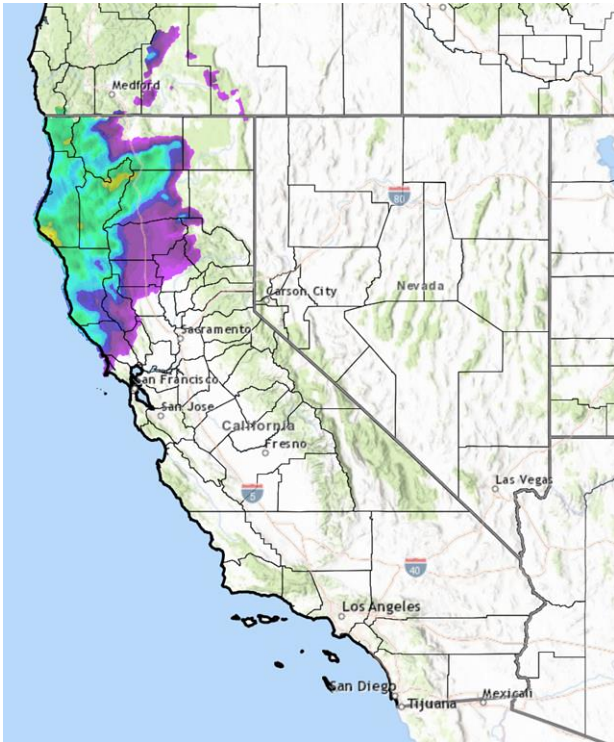 Medford
80
Nevada
Carson City
Sacramento
San Francisco
San Jose
California
Fresno
5
Las Vegas
40
Los Angeles
San Diego
Tijuana
Mexicali